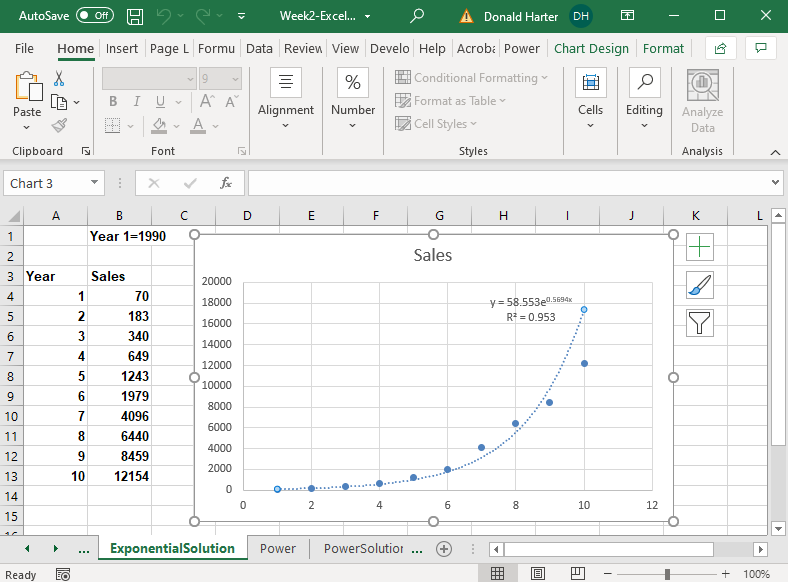 AutoSave Off Week2-Excel... Donald Harter DH
File Home Insert Page L Formu Data Review View Develo Help Acroba Power Chart Design Format
Paste
Clipboard
9
B I U A A
A
Font
Alignment
%
Number
Conditional Formatting
Format as Table
Cell Styles
Styles
Cells
Editing
Analyze
Data
Analysis
Chart 3 fx
A B C D E F G H I J K L
1 Year 1=1990
2
3 Year Sales
4 1 70
5 2 183
6 3 340
7 4 649
8 5 1243
9 6 1979
10 7 4096
11 8 6440
12 9 8459
13 10 12154
14
15
16
Sales
20000
18000
16000
14000
12000
10000
8000
6000
4000
2000
0
y = 58.553e^0.5694x
R² = 0.953
0 2 4 6 8 10 12
... ExponentialSolution Power PowerSolution ...
Ready 100%